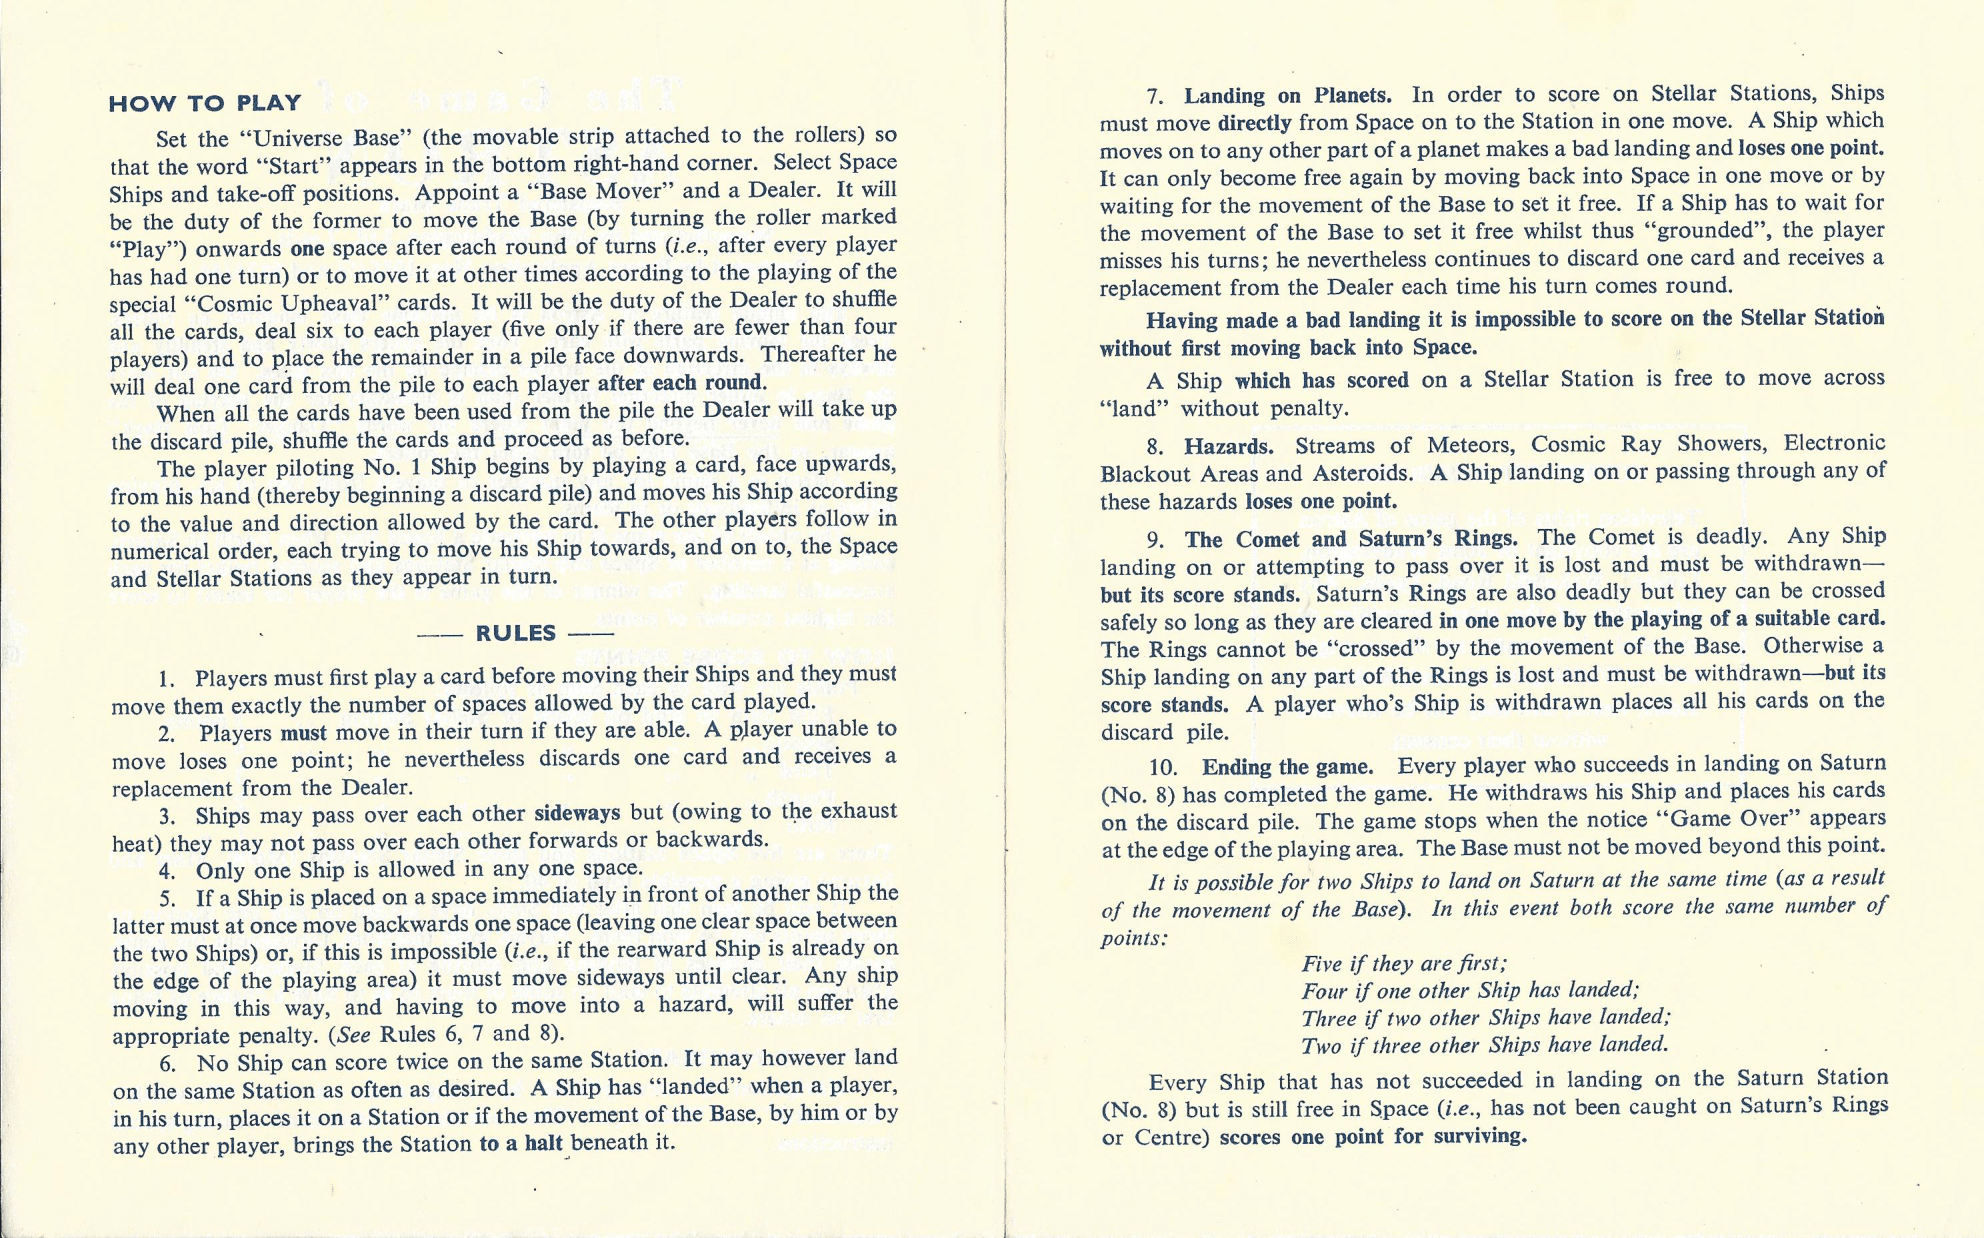 HOW TO PLAY
Set the “Universe Base” (the movable strip attached to the rollers) so
that the word “Start” appears in the bottom right-hand corner. Select Space
Ships and take-off positions. Appoint a “Base Mover” and a Dealer. It will
be the duty of the former to move the Base (by turning the roller marked
“Play”) onwards one space after each round of turns (i.e., after every player
has had one turn) or to move it at other times according to the playing of the
special “Cosmic Upheaval” cards. It will be the duty of the Dealer to shuffle
all the cards, deal six to each player (five only if there are fewer than four
players) and to place the remainder in a pile face downwards. Thereafter he
will deal one card from the pile to each player after each round.
When all the cards have been used from the pile the Dealer will take up
the discard pile, shuffle the cards and proceed as before.
The player piloting No. 1 Ship begins by playing a card, face upwards,
from his hand (thereby beginning a discard pile) and moves his Ship according
to the value and direction allowed by the card. The other players follow in
numerical order, each trying to move his Ship towards, and on to, the Space
and Stellar Stations as they appear in turn.
—— RULES ——
1. Players must first play a card before moving their Ships and they must
move them exactly the number of spaces allowed by the card played.
2. Players must move in their turn if they are able. A player unable to
move loses one point; he nevertheless discards one card and receives a
replacement from the Dealer.
3. Ships may pass over each other sideways but (owing to the exhaust
heat) they may not pass over each other forwards or backwards.
4. Only one Ship is allowed in any one space.
5. If a Ship is placed on a space immediately in front of another Ship the
latter must at once move backwards one space (leaving one clear space between
the two Ships) or, if this is impossible (i.e., if the rearward Ship is already on
the edge of the playing area) it must move sideways until clear. Any ship
moving in this way, and having to move into a hazard, will suffer the
appropriate penalty. (See Rules 6, 7 and 8).
6. No Ship can score twice on the same Station. It may however land
on the same Station as often as desired. A Ship has “landed” when a player,
in his turn, places it on a Station or if the movement of the Base, by him or by
any other player, brings the Station to a halt beneath it.
7. Landing on Planets. In order to score on Stellar Stations, Ships
must move directly from Space on to the Station in one move. A Ship which
moves on to any other part of a planet makes a bad landing and loses one point.
It can only become free again by moving back into Space in one move or by
waiting for the movement of the Base to set it free. If a Ship has to wait for
the movement of the Base to set it free whilst thus “grounded”, the player
misses his turns; he nevertheless continues to discard one card and receives a
replacement from the Dealer each time his turn comes round.
Having made a bad landing it is impossible to score on the Stellar Station
without first moving back into Space.
A Ship which has scored on a Stellar Station is free to move across
“land” without penalty.
8. Hazards. Streams of Meteors, Cosmic Ray Showers, Electronic
Blackout Areas and Asteroids. A Ship landing on or passing through any of
these hazards loses one point.
9. The Comet and Saturn’s Rings. The Comet is deadly. Any Ship
landing on or attempting to pass over it is lost and must be withdrawn—
but its score stands. Saturn’s Rings are also deadly but they can be crossed
safely so long as they are cleared in one move by the playing of a suitable card.
The Rings cannot be “crossed” by the movement of the Base. Otherwise a
Ship landing on any part of the Rings is lost and must be withdrawn—but its
score stands. A player who’s Ship is withdrawn places all his cards on the
discard pile.
10. Ending the game. Every player who succeeds in landing on Saturn
(No. 8) has completed the game. He withdraws his Ship and places his cards
on the discard pile. The game stops when the notice “Game Over” appears
at the edge of the playing area. The Base must not be moved beyond this point.
It is possible for two Ships to land on Saturn at the same time (as a result
of the movement of the Base). In this event both score the same number of
points:
Five if they are first;
Four if one other Ship has landed;
Three if two other Ships have landed;
Two if three other Ships have landed.
Every Ship that has not succeeded in landing on the Saturn Station
(No. 8) but is still free in Space (i.e., has not been caught on Saturn’s Rings
or Centre) scores one point for surviving.